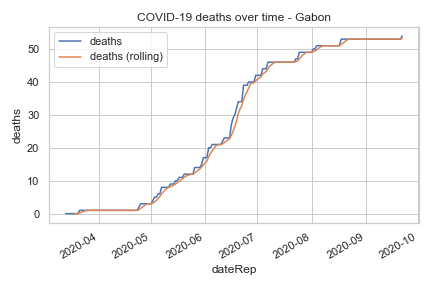 COVID-19 deaths over time - Gabon
deaths
deaths (rolling)
deaths
50
40
30
20
10
0
2020-04
2020-05
2020-06
2020-07
2020-08
2020-09
2020-10
dateRep